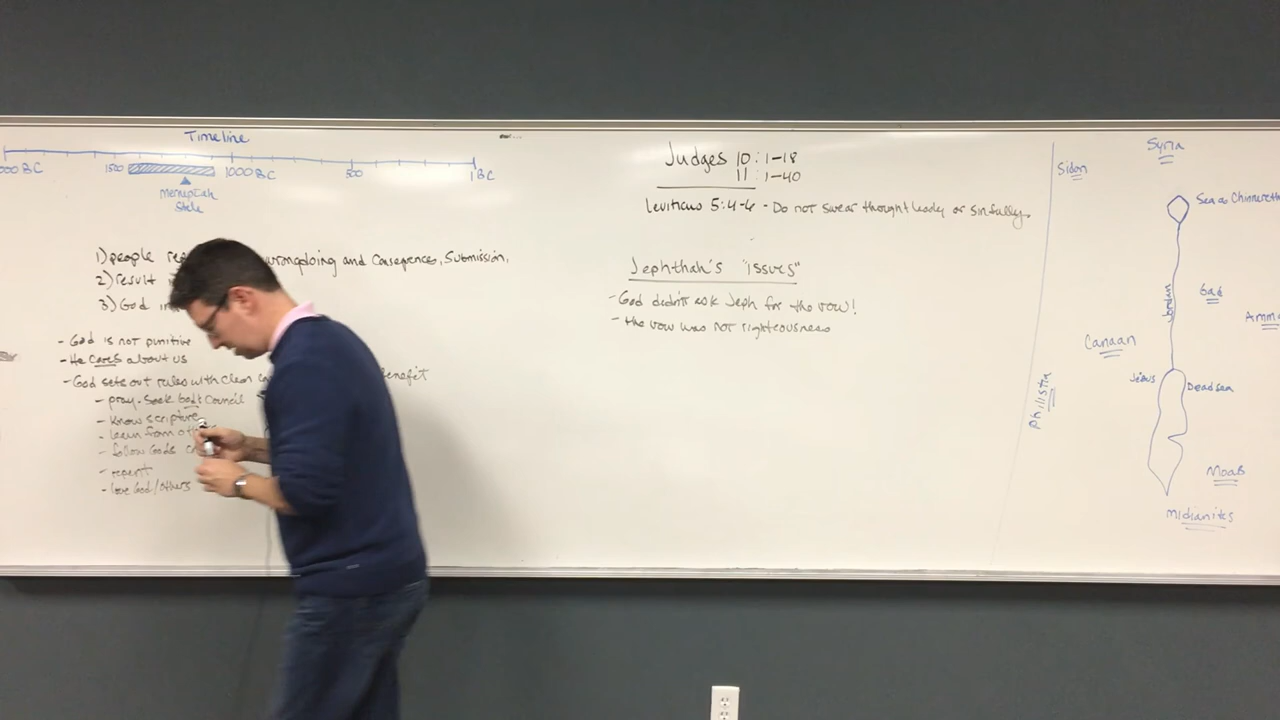 Timeline
000 BC 1500 1000 BC 500 1 BC
Merneptah
Stele
1) people wrongdoing and Consequence, Submission,
2) result
3) God
- God is not punitive
- He cares about us
- God sets out rules with clean benefit
- pray - Seek God's Council
- Know scripture
- learn from
- follow Gods
- repent
- love God/others
Judges 10:1-18
11:1-40
Leviticus 5:4-6 - Do not swear thoughtlessly or sinfully.
Jephthah's "issues"
- God didn't ask Jeph for the vow!
- the vow was not righteousness
Syria
Sidon
Sea of Chinnereth
Jordan
Gad
Amm
Canaan
Philistia
Jebus
Dead sea
Moab
Midianites